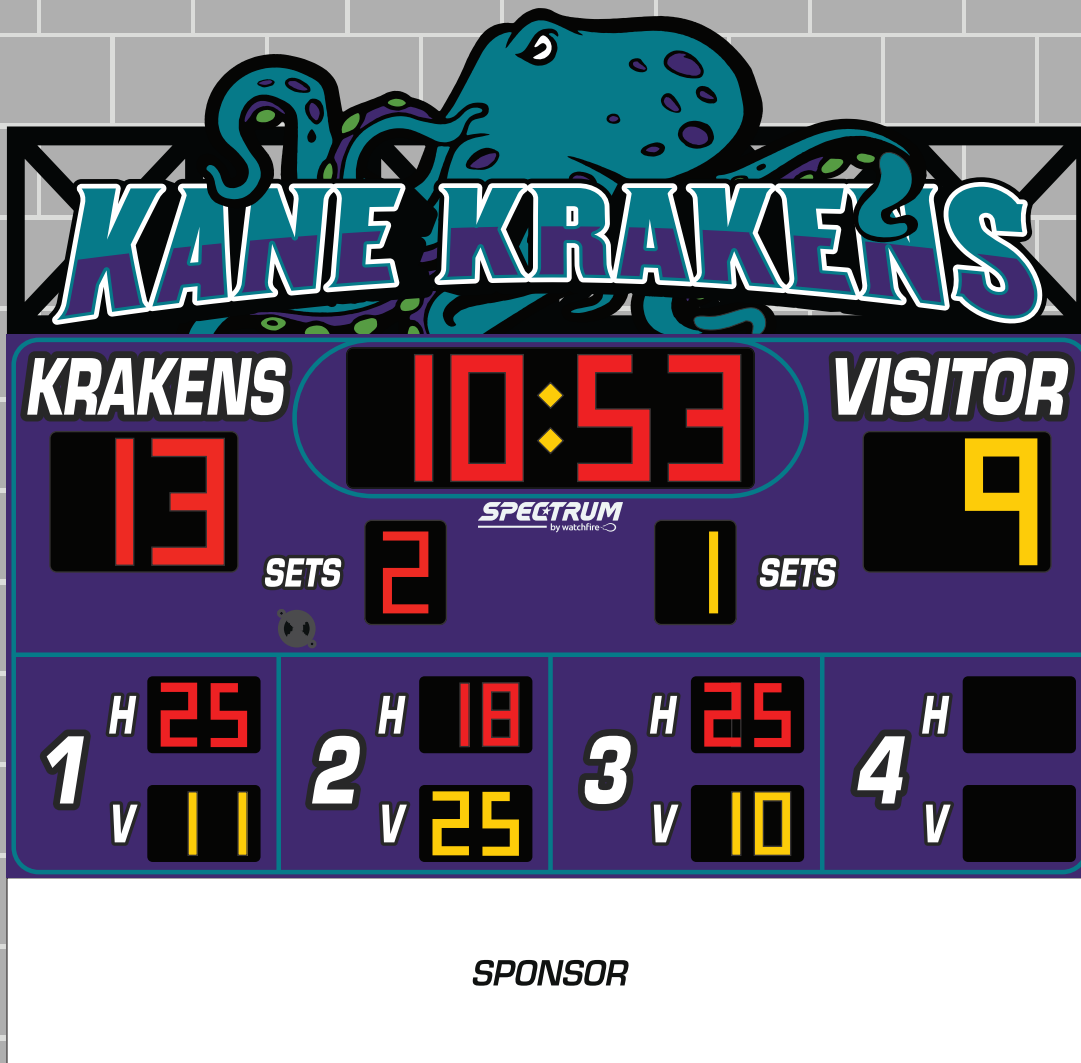 KANE KRAKENS
KRAKENS 10:53 VISITOR
13 9
SPECTRUM
by watchfire
SETS 2 1 SETS
1 H 25 V 11
2 H 18 V 25
3 H 25 V 10
4 H V
SPONSOR